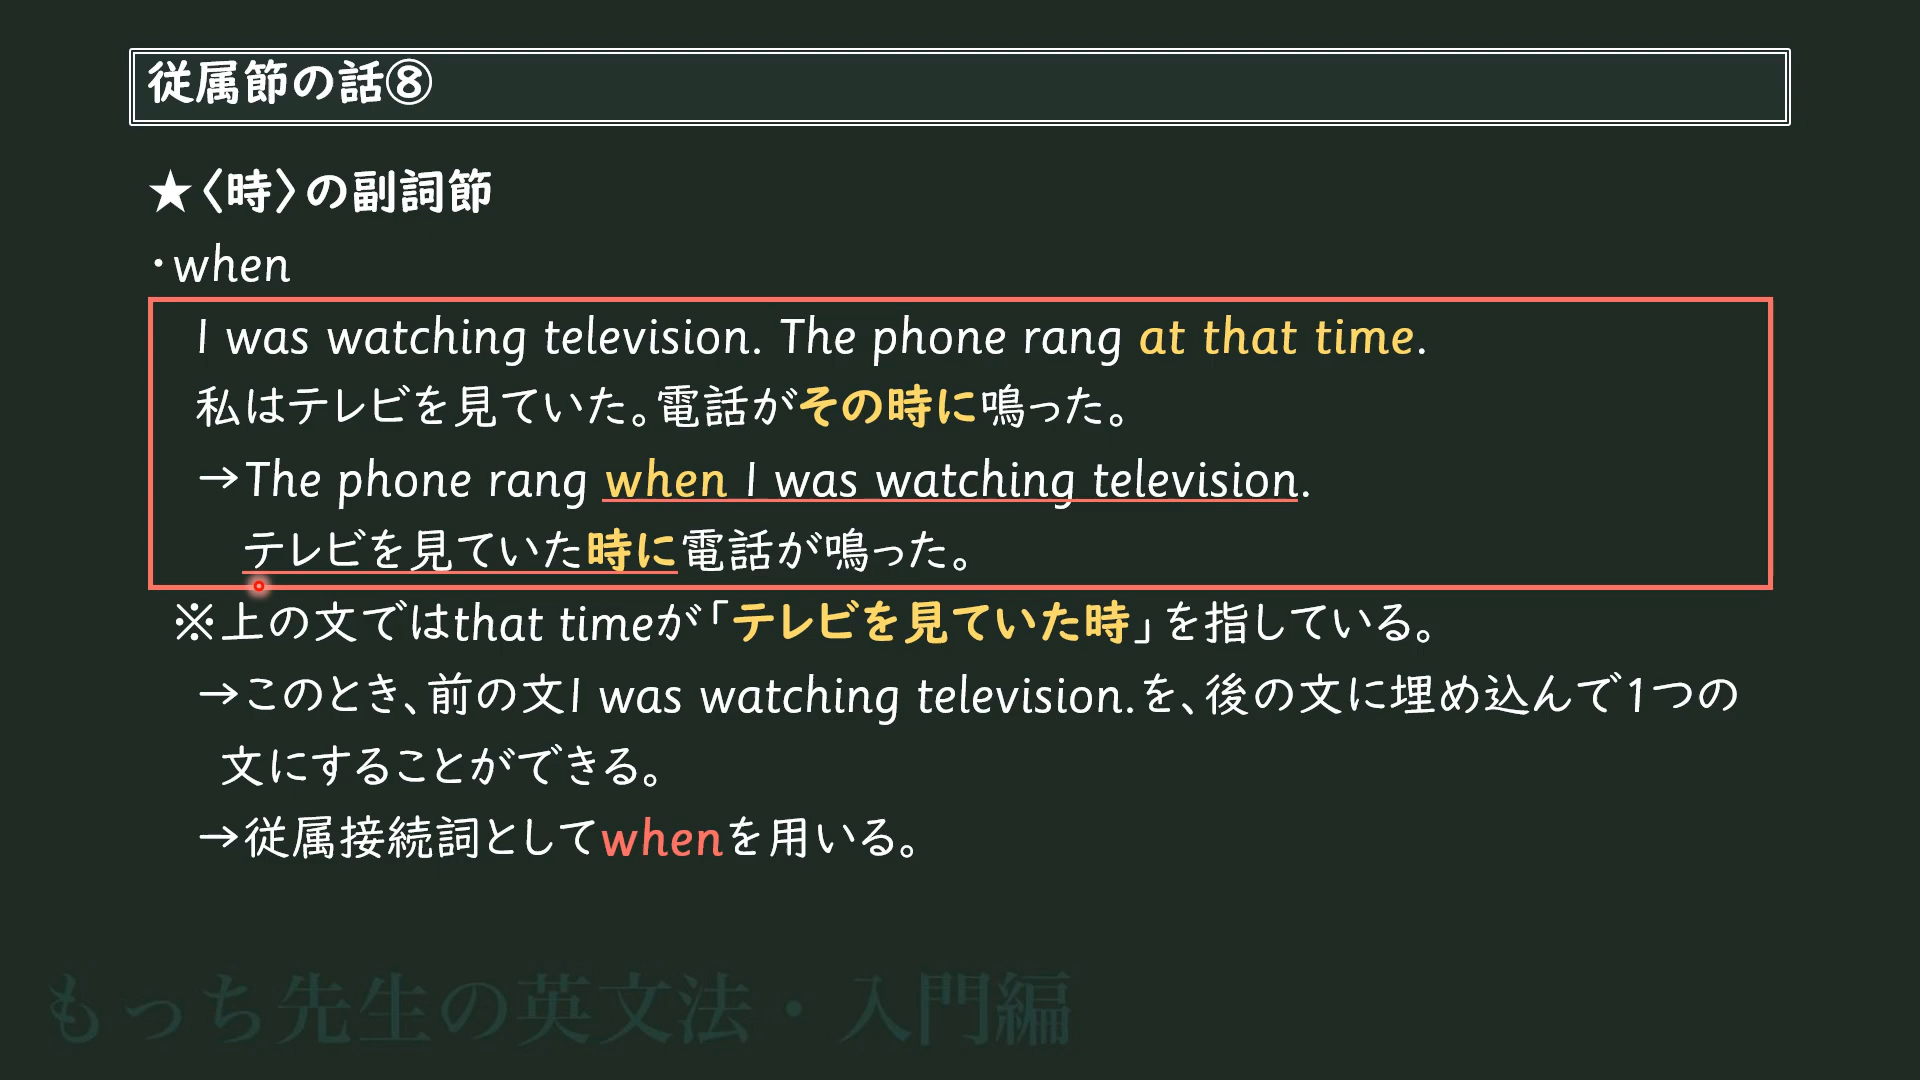 従属節の話⑧
★〈時〉の副詞節
・when
I was watching television. The phone rang at that time.
私はテレビを見ていた。電話がその時に鳴った。
→The phone rang when I was watching television.
テレビを見ていた時に電話が鳴った。
※上の文ではthat timeが「テレビを見ていた時」を指している。
→このとき、前の文I was watching television.を、後の文に埋め込んで1つの
文にすることができる。
→従属接続詞としてwhenを用いる。
もっち先生の英文法・入門編